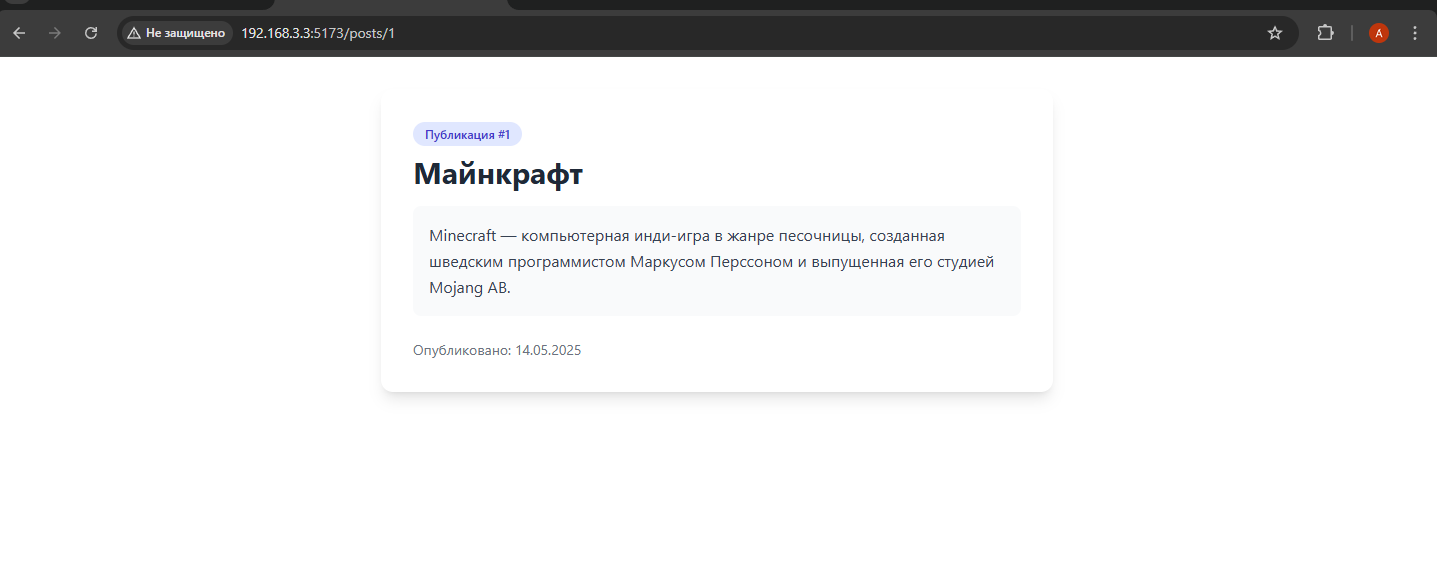 Не защищено 192.168.3.3:5173/posts/1
A
Публикация #1
Майнкрафт
Minecraft — компьютерная инди-игра в жанре песочницы, созданная
шведским программистом Маркусом Перссоном и выпущенная его студией
Mojang AB.
Опубликовано: 14.05.2025